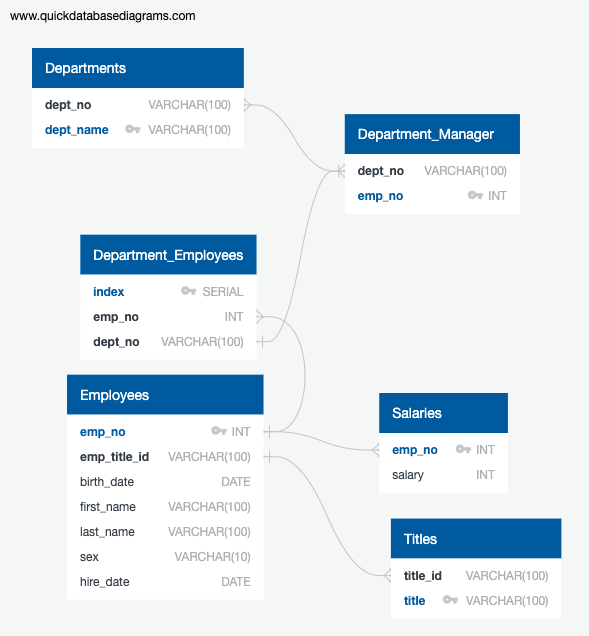 www.quickdatabasediagrams.com
Departments
dept_no VARCHAR(100)
dept_name VARCHAR(100)
Department_Manager
dept_no VARCHAR(100)
emp_no INT
Department_Employees
index SERIAL
emp_no INT
dept_no VARCHAR(100)
Employees
emp_no INT
emp_title_id VARCHAR(100)
birth_date DATE
first_name VARCHAR(100)
last_name VARCHAR(100)
sex VARCHAR(10)
hire_date DATE
Salaries
emp_no INT
salary INT
Titles
title_id VARCHAR(100)
title VARCHAR(100)